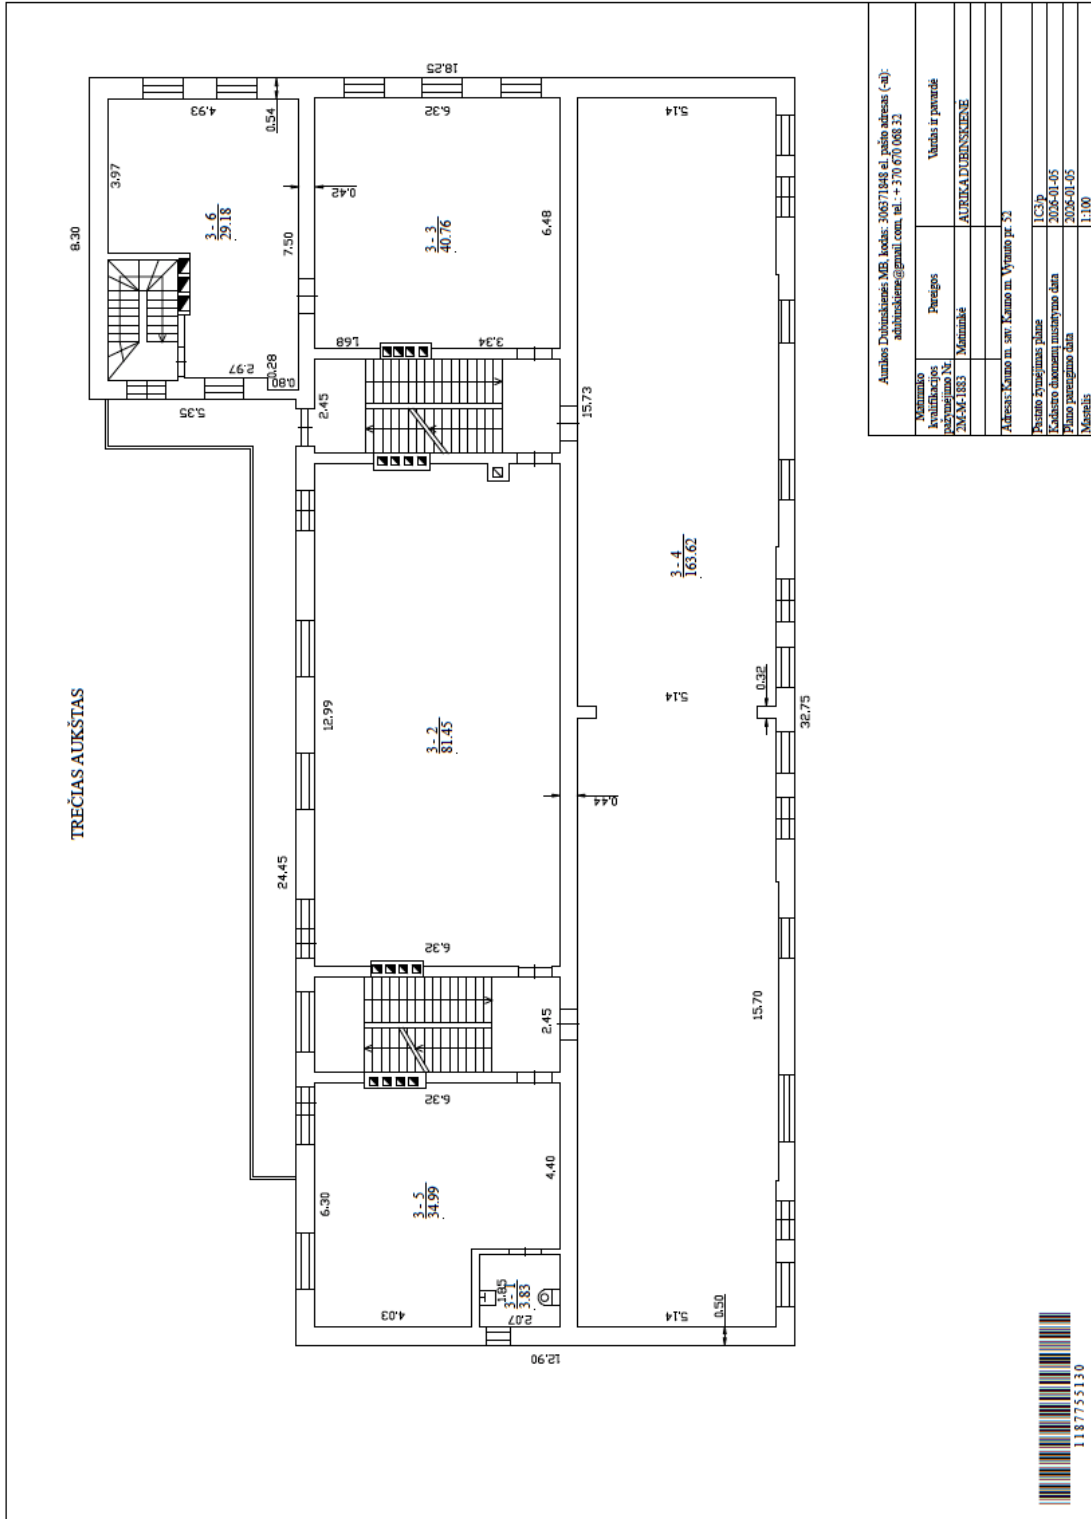 TREČIAS AUKŠTAS
8.30
3.97
4.93
0.54
3 - 6
29.18
7.50
2.97
0.28
0.80
5.35
18.25
6.32
0.42
3 - 3
40.76
6.48
1.68
3.34
2.45
15.73
5.14
3 - 4
163.62
5.14
0.32
32.75
12.99
3 - 2
81.45
0.44
24.45
6.32
2.45
15.70
6.32
6.30
3 - 5
34.99
4.40
4.03
1.85
3 - 1
3.83
2.07
5.14
0.50
12.90
Aurikos Dubinskienės MB, kodas: 306371848 el. pašto adresas (-ai):
adubinskiene@gmail.com, tel.: + 370 670 068 32
Matininko kvalifikacijos pažymėjimo Nr. Pareigos Vardas ir pavardė
2M-M-1883 Matininkė AURIKA DUBINSKIENĖ
Adresas: Kauno m. sav. Kauno m. Vytauto pr. 52
Pastato žymėjimas plane 1C3/p
Kadastro duomenų nustatymo data 2026-01-05
Plano parengimo data 2026-01-05
Mastelis 1:100
1187755130